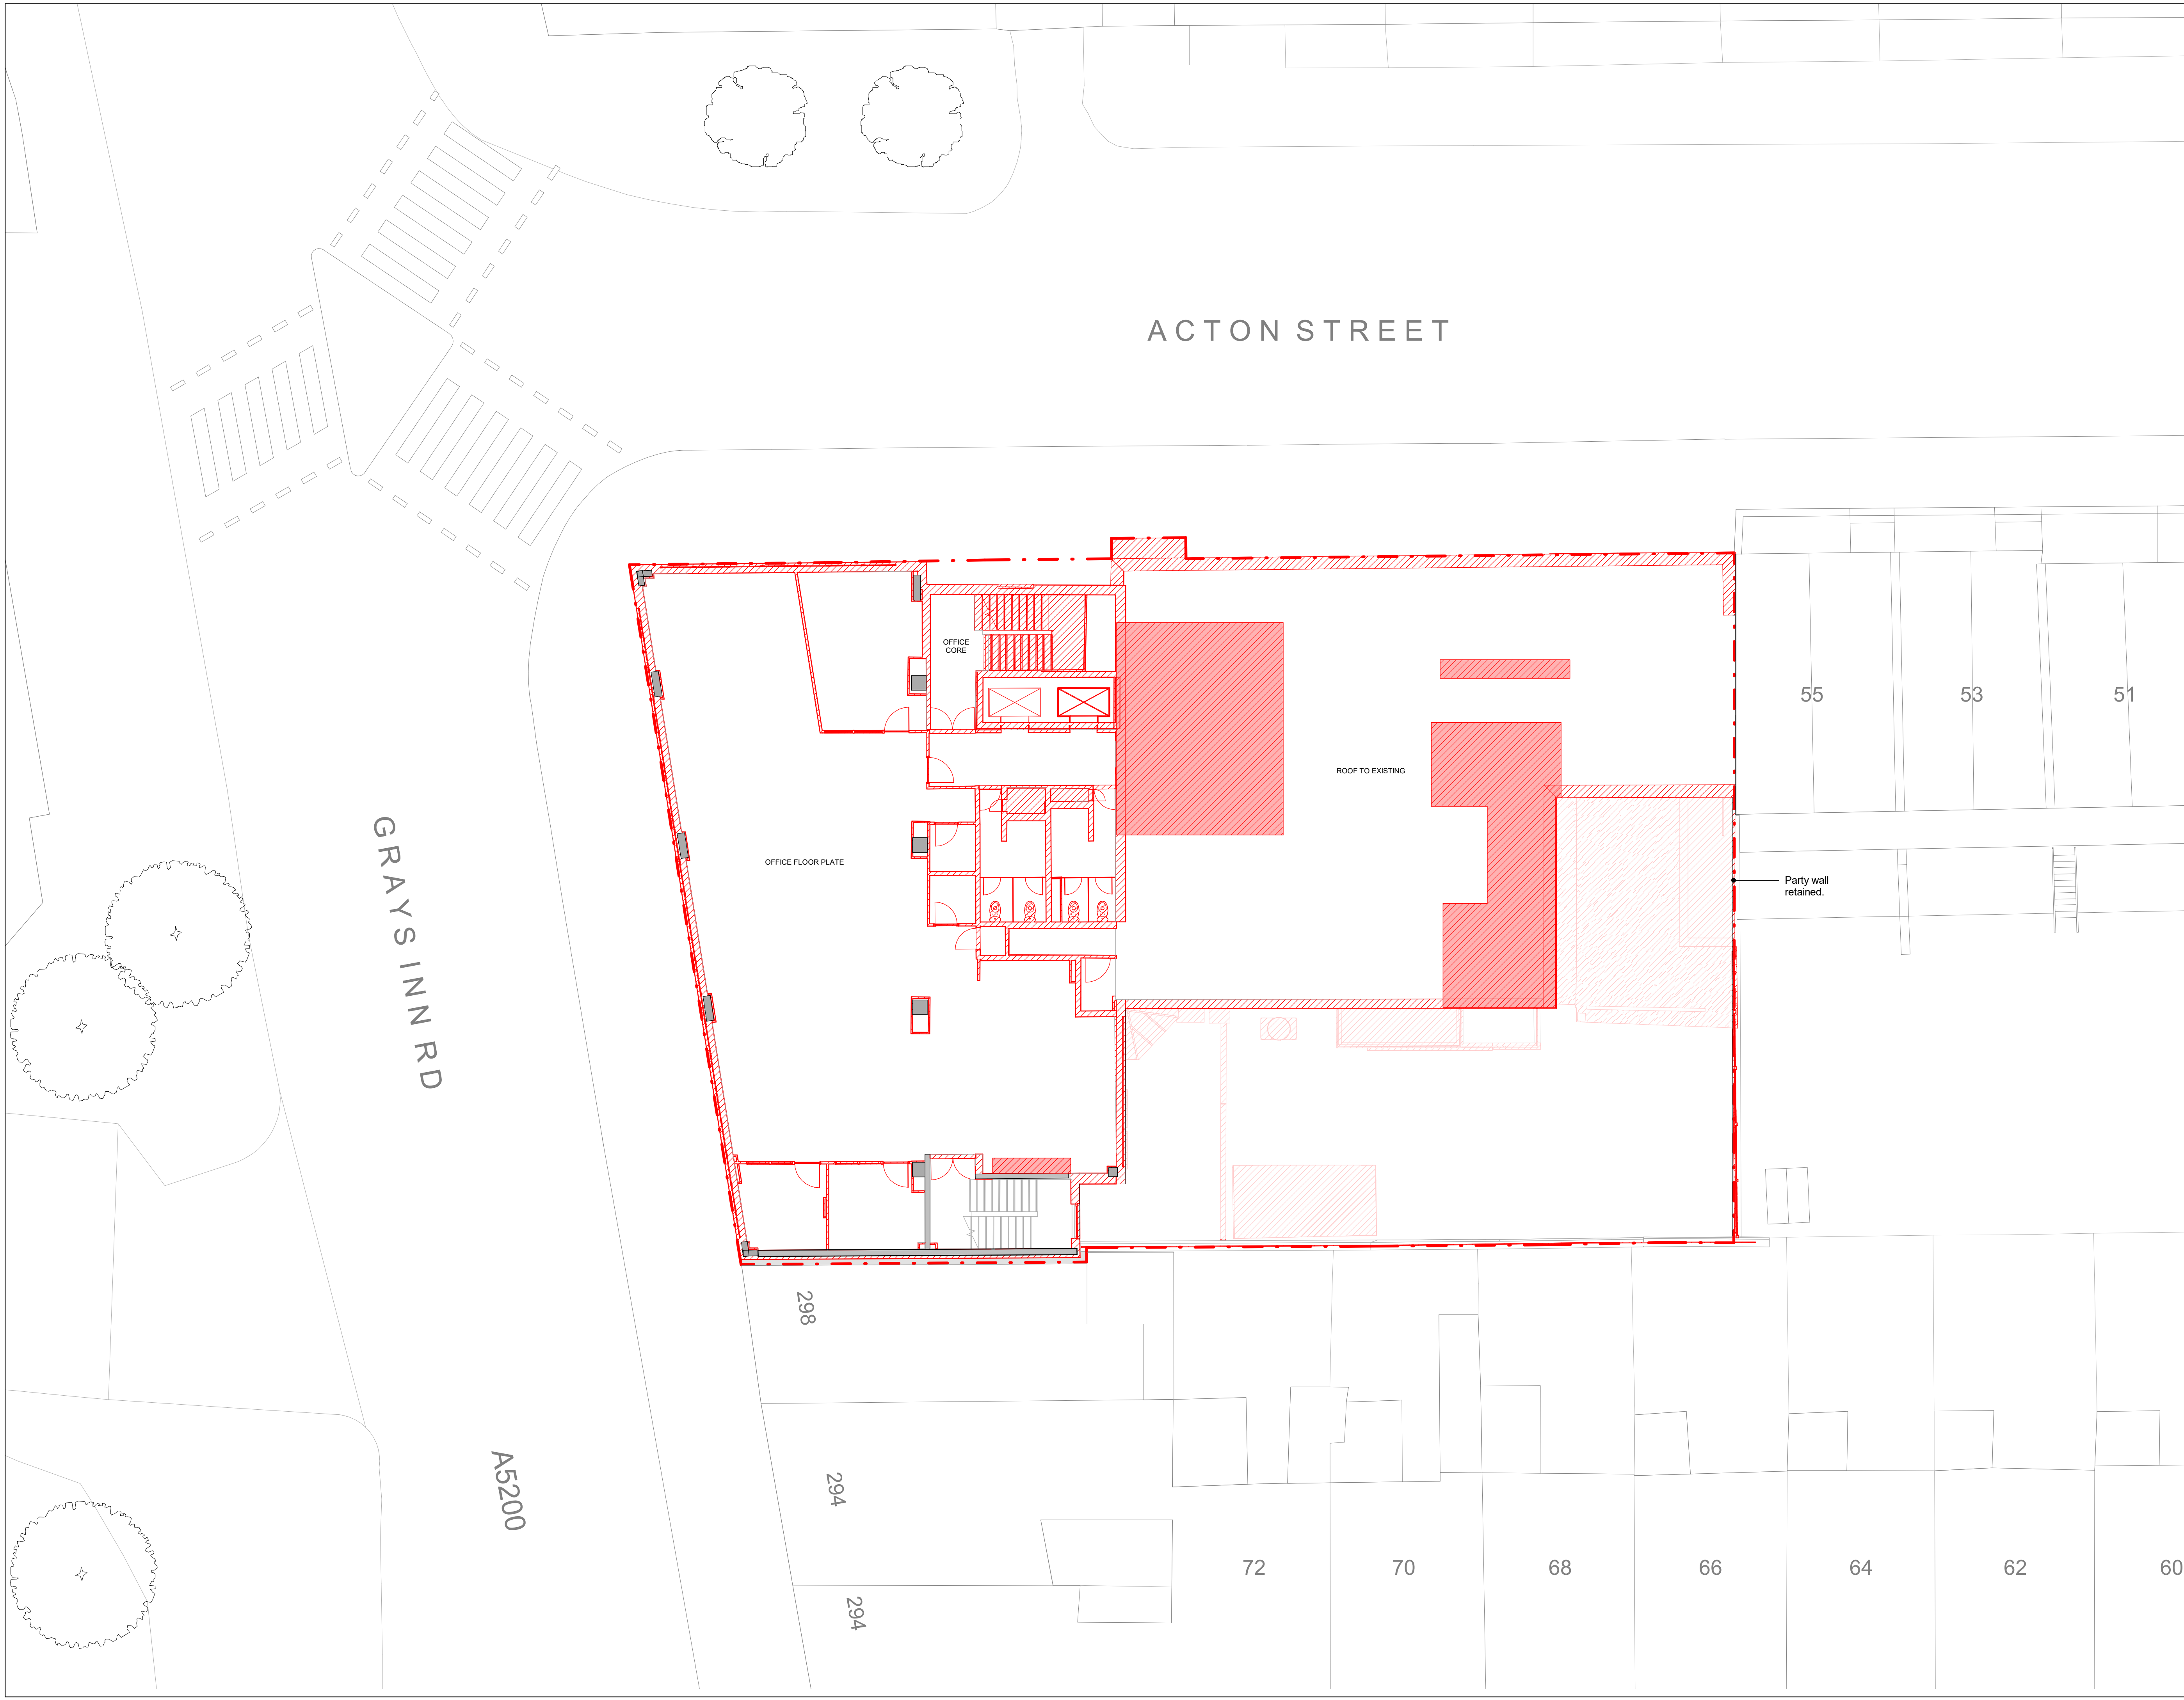 ACTON STREET
OFFICE
CORE
55
53
51
ROOF TO EXISTING
OFFICE FLOOR PLATE
GRAYS INN RD
Party wall
retained.
298
A5200
294
294
72
70
68
66
64
62
60